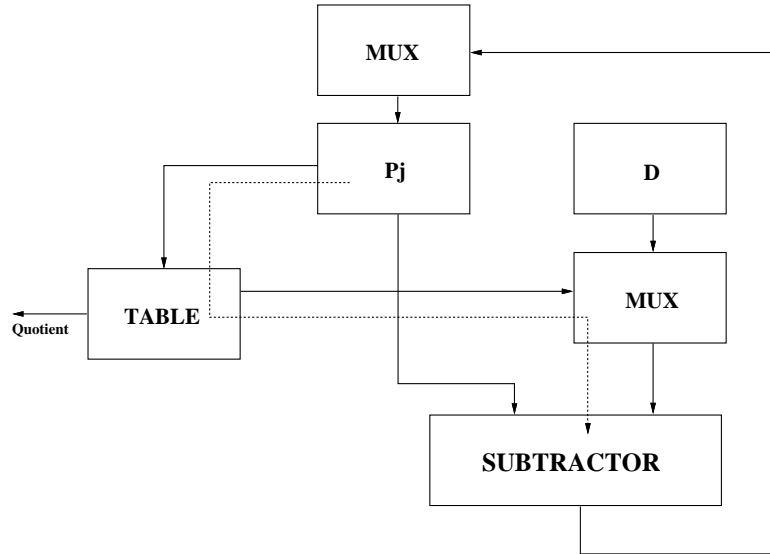 MUX
Pj
D
TABLE
MUX
Quotient
SUBTRACTOR